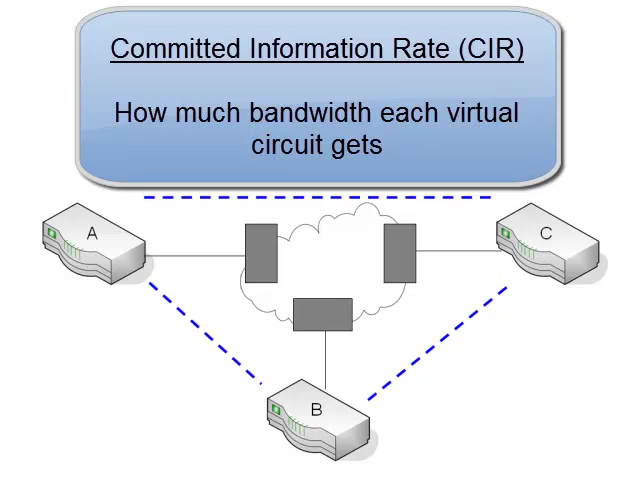 Committed Information Rate (CIR)
How much bandwidth each virtual
circuit gets
A
C
B